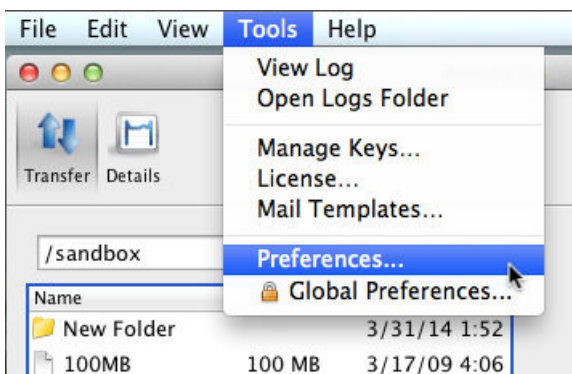 File Edit View Tools Help
View Log
Open Logs Folder
Manage Keys...
License...
Mail Templates...
Preferences...
Global Preferences...
Transfer Details
/sandbox
Name
New Folder 3/31/14 1:52
100MB 100 MB 3/17/09 4:06